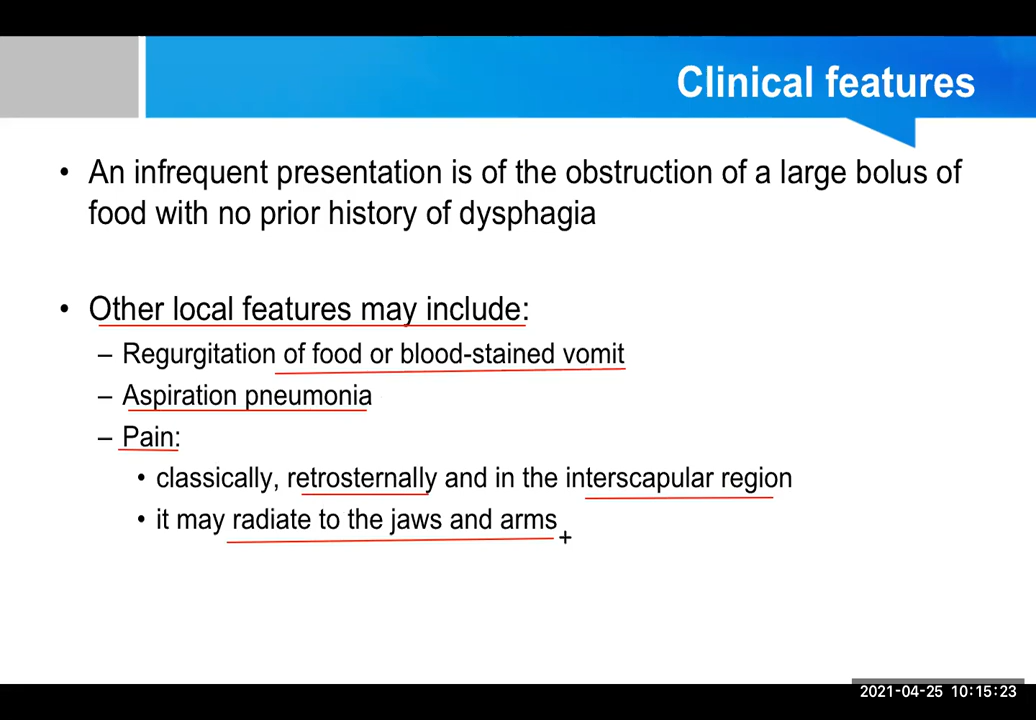 Clinical features
• An infrequent presentation is of the obstruction of a large bolus of
food with no prior history of dysphagia
• Other local features may include:
– Regurgitation of food or blood-stained vomit
– Aspiration pneumonia
– Pain:
• classically, retrosternally and in the interscapular region
• it may radiate to the jaws and arms
2021-04-25 10:15:23